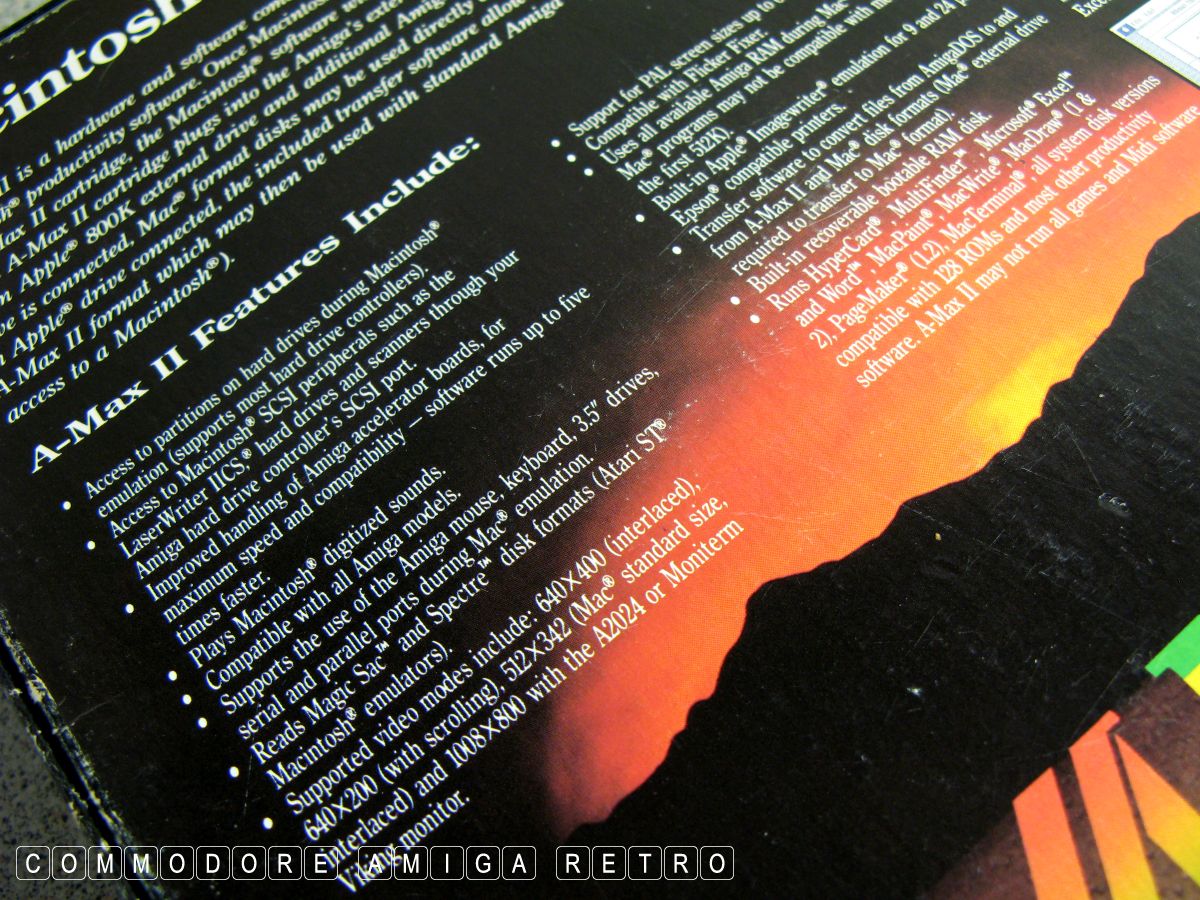 cintosh
II is a hardware and software
productivity software. Once Macintosh
Max II cartridge, the Macintosh® software
A-Max II cartridge plugs into the Amiga's
Apple® 800K external drive and additional
is connected, Mac® format disks may be used directly
Apple® drive connected, the included transfer software
A-Max II format which may then be used with standard Amiga
access to a Macintosh®).
A-Max II Features Include:
• Access to partitions on hard drives during Macintosh®
emulation (supports most hard drive controllers).
• Access to Macintosh® SCSI peripherals such as the
LaserWriter IICS,® hard drives and scanners through your
Amiga hard drive controller's SCSI port.
• Improved handling of Amiga accelerator boards, for
maximum speed and compatibility — software runs up to five
times faster.
• Plays Macintosh® digitized sounds.
• Compatible with all Amiga models.
• Supports the use of the Amiga mouse, keyboard, 3.5" drives,
serial and parallel ports during Mac® emulation.
• Reads Magic Sac™ and Spectre™ disk formats (Atari ST®
Macintosh® emulators).
• Supported video modes include: 640X400 (interlaced),
640X200 (with scrolling), 512X342 (Mac® standard size,
interlaced) and 1008X800 with the A2024 or Moniterm
Viking monitor.
• Support for PAL screen sizes up to
• Compatible with Flicker Fixer.
• Uses all available Amiga RAM during Mac
Mac® programs may not be compatible with
the first 512K).
• Built-in Apple® Imagewriter® emulation for 9 and 24
Epson® compatible printers.
• Transfer software to convert files from AmigaDOS to and
from A-Max II and Mac® disk formats (Mac® external drive
required to transfer to Mac® format).
• Built-in recoverable bootable RAM disk.
• Runs HyperCard®, MultiFinder™, Microsoft® Excel™
and Word™, MacPaint®, MacWrite® MacDraw® (1 &
2), PageMaker® (1,2), MacTerminal®, all system disk versions
compatible with 128 ROMs and most other productivity
software. A-Max II may not run all games and Midi software
COMMODORE AMIGA RETRO